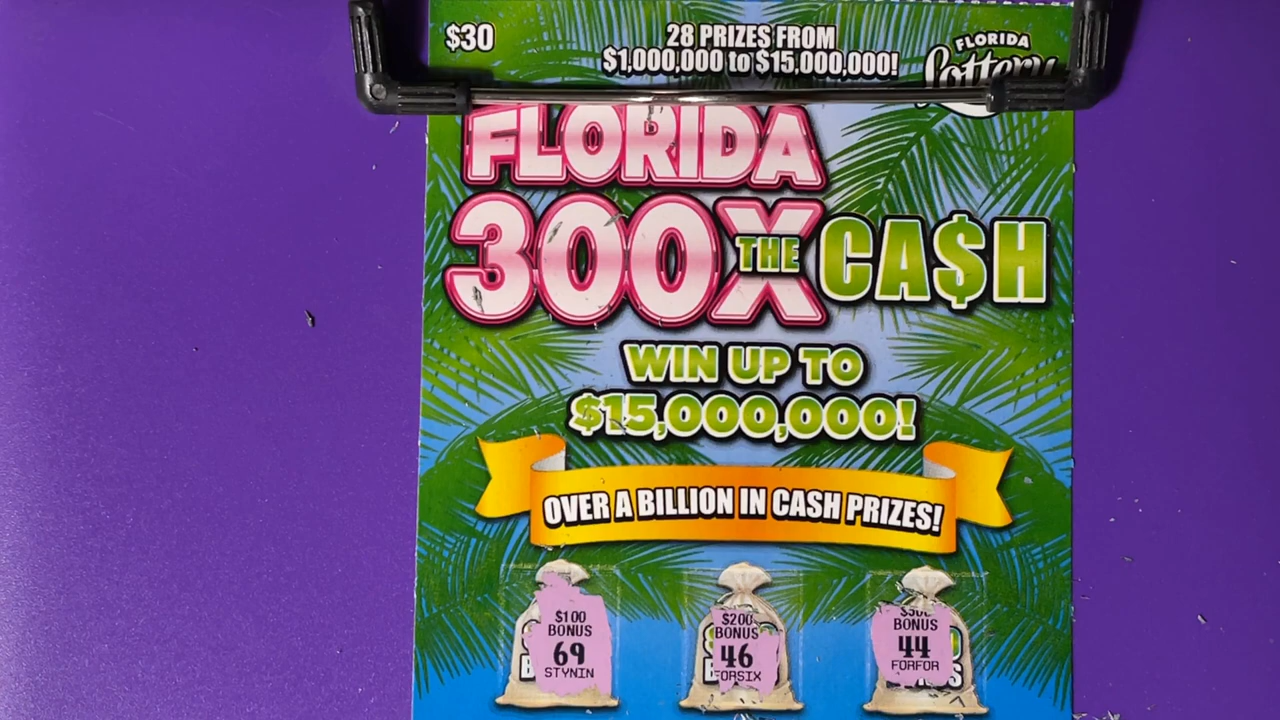 $30
28 PRIZES FROM
$1,000,000 to $15,000,000!
FLORIDA
Lottery
FLORIDA
300X THE CA$H
WIN UP TO
$15,000,000!
OVER A BILLION IN CASH PRIZES!
$100
BONUS
69
STYNIN
$200
BONUS
46
FORSIX
BONUS
44
FORFOR